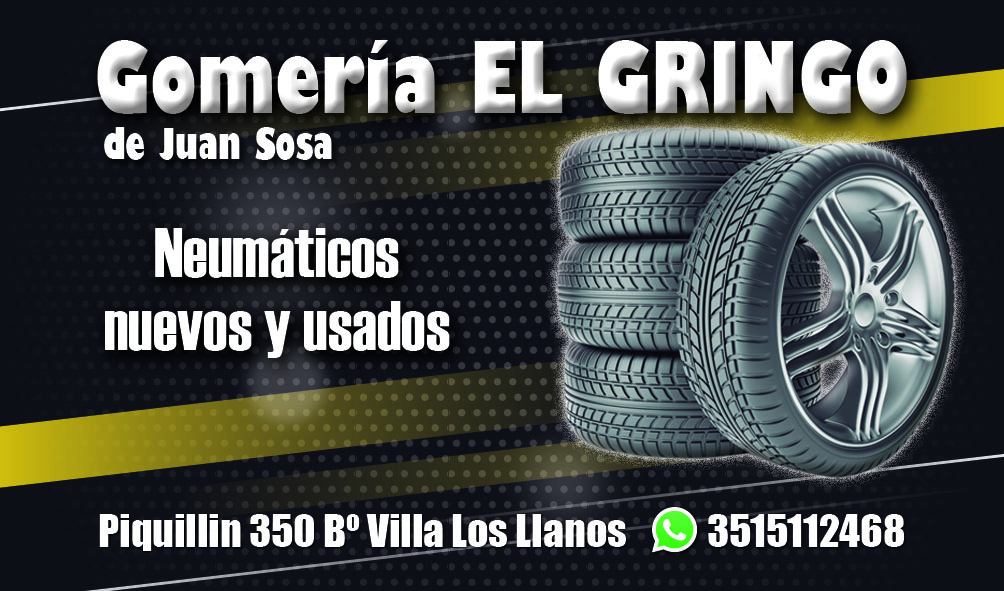 Gomería EL GRINGO
de Juan Sosa
Neumáticos
nuevos y usados
Piquillin 350 Bº Villa Los Llanos 3515112468